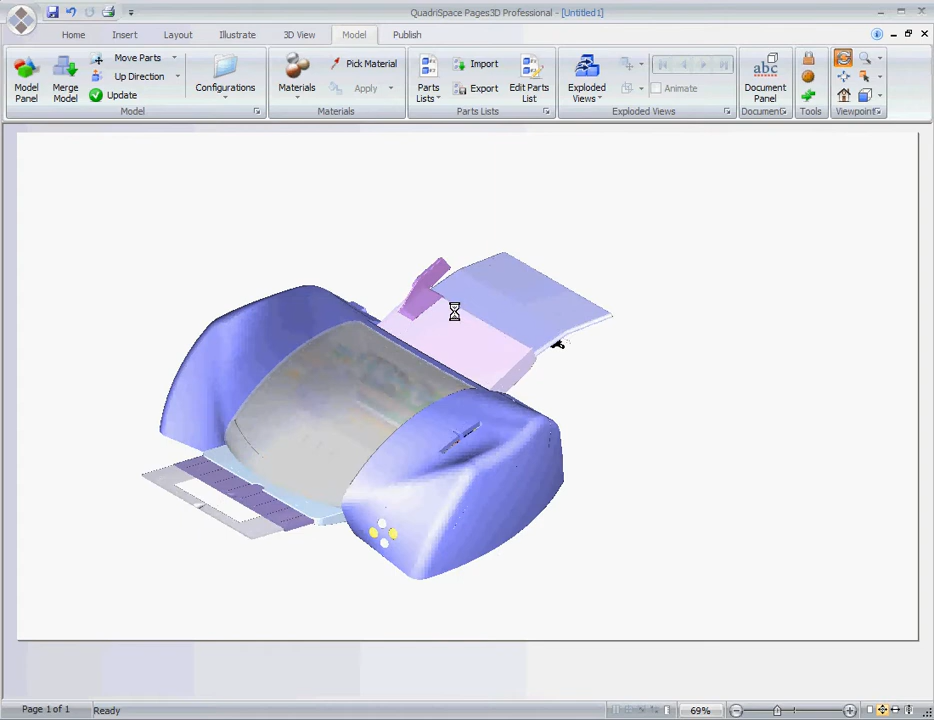 QuadriSpace Pages3D Professional - [Untitled1]
Home Insert Layout Illustrate 3D View Model Publish
Model Panel
Merge Model
Move Parts
Up Direction
Update
Configurations
Model
Materials
Pick Material
Apply
Materials
Parts Lists
Import
Export
Edit Parts List
Parts Lists
Exploded Views
Animate
Exploded Views
abc
Document Panel
Document
Tools
Viewpoint
Page 1 of 1
Ready
69%